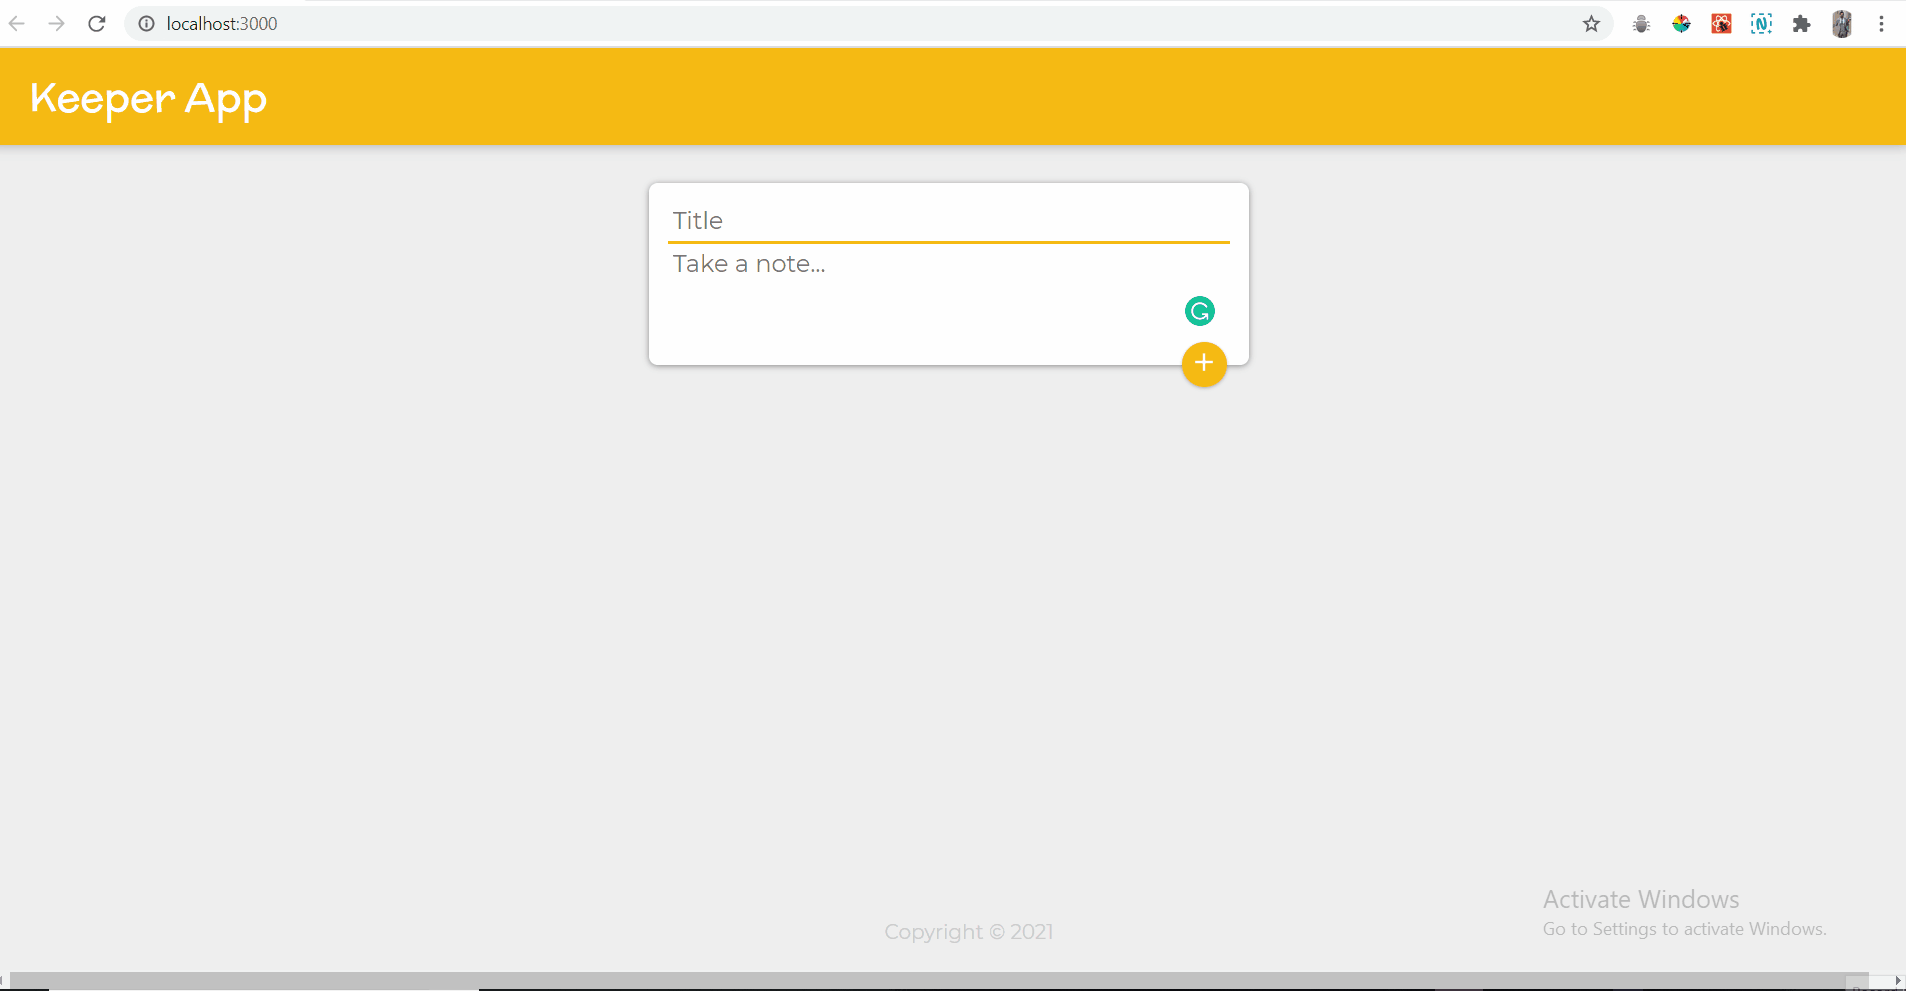 localhost:3000
Keeper App
Title
Take a note...
Activate Windows
Go to Settings to activate Windows.
Copyright © 2021